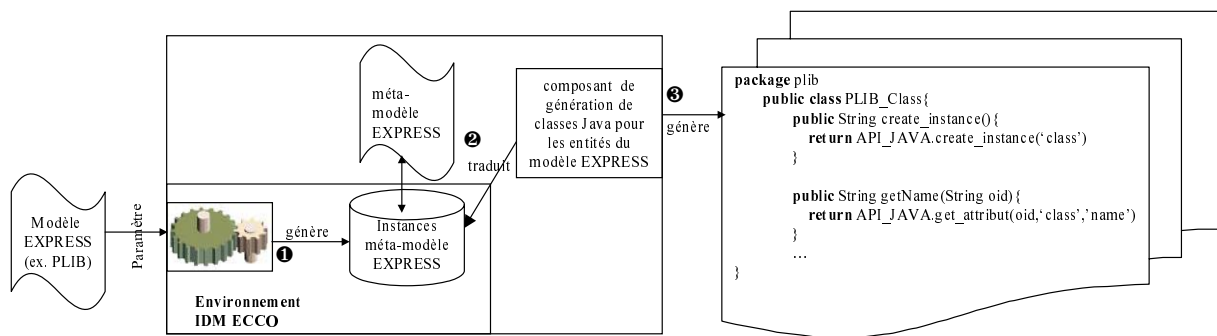 Modèle
EXPRESS
(ex. PLIB)
Paramètre
❶
génère
Environnement
IDM ECCO
méta-
modèle
EXPRESS
Instances
méta-modèle
EXPRESS
❷
traduit
composant de
génération de
classes Java pour
les entités du
modèle EXPRESS
❸
génère
package plib
public class PLIB_Class{
public String create_instance(){
return API_JAVA.create_instance(‘class’)
}
public String getName(String oid){
return API_JAVA.get_attribut(oid,‘class’,’name’)
}
...
}